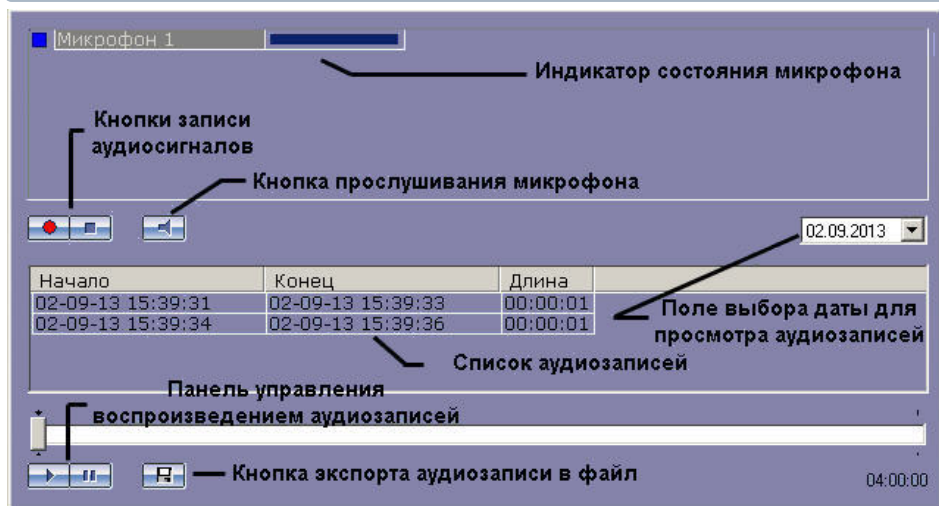 Микрофон 1
Индикатор состояния микрофона
Кнопки записи
аудиосигналов
Кнопка прослушивания микрофона
02.09.2013
Начало Конец Длина
02-09-13 15:39:31 02-09-13 15:39:33 00:00:01
02-09-13 15:39:34 02-09-13 15:39:36 00:00:01
Поле выбора даты для
просмотра аудиозаписей
Список аудиозаписей
Панель управления
воспроизведением аудиозаписей
Кнопка экспорта аудиозаписи в файл
04:00:00